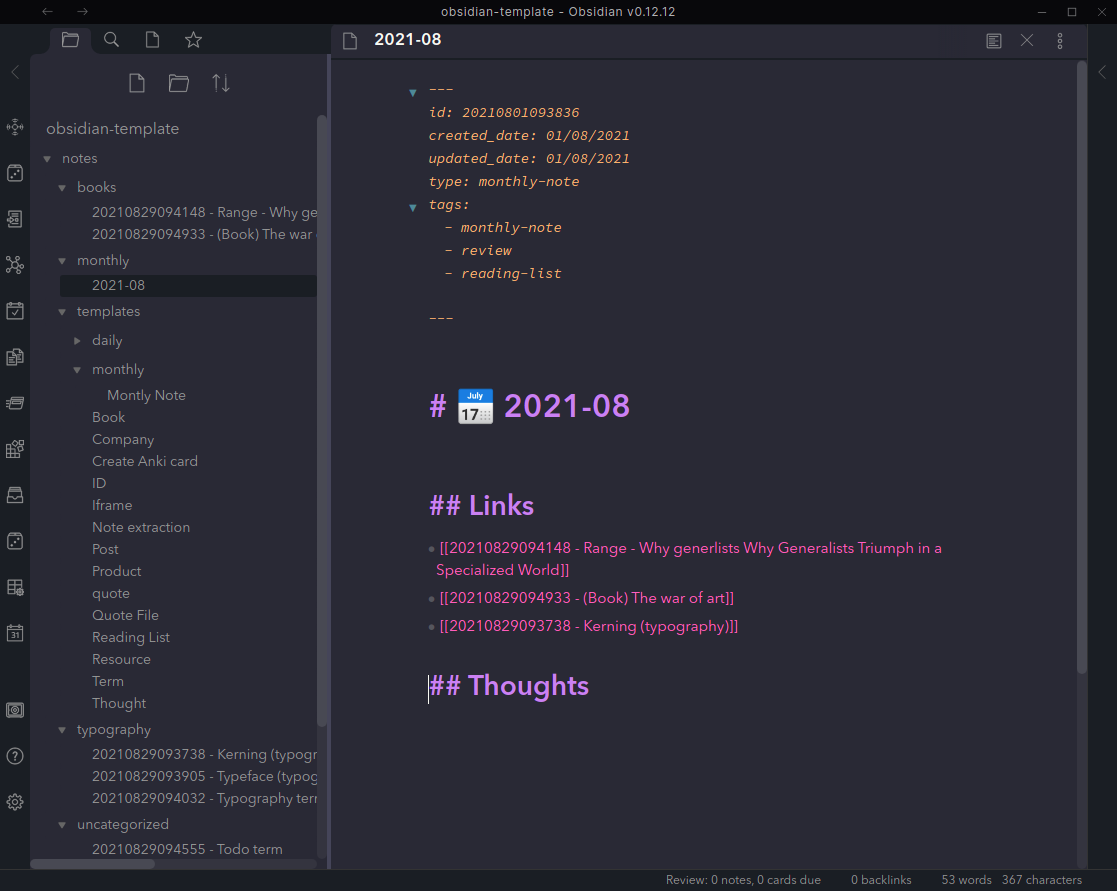 obsidian-template - Obsidian v0.12.12
2021-08
obsidian-template
notes
books
20210829094148 - Range - Why ge
20210829094933 - (Book) The war
monthly
2021-08
templates
daily
monthly
Montly Note
Book
Company
Create Anki card
ID
Iframe
Note extraction
Post
Product
quote
Quote File
Reading List
Resource
Term
Thought
typography
20210829093738 - Kerning (typogr
20210829093905 - Typeface (typog
20210829094032 - Typography terr
uncategorized
20210829094555 - Todo term
31
---
id: 20210801093836
created_date: 01/08/2021
updated_date: 01/08/2021
type: monthly-note
tags:
- monthly-note
- review
- reading-list
---
# July 17 2021-08
## Links
[[20210829094148 - Range - Why generlists Why Generalists Triumph in a
Specialized World]]
[[20210829094933 - (Book) The war of art]]
[[20210829093738 - Kerning (typography)]]
## Thoughts
Review: 0 notes, 0 cards due 0 backlinks 53 words 367 characters